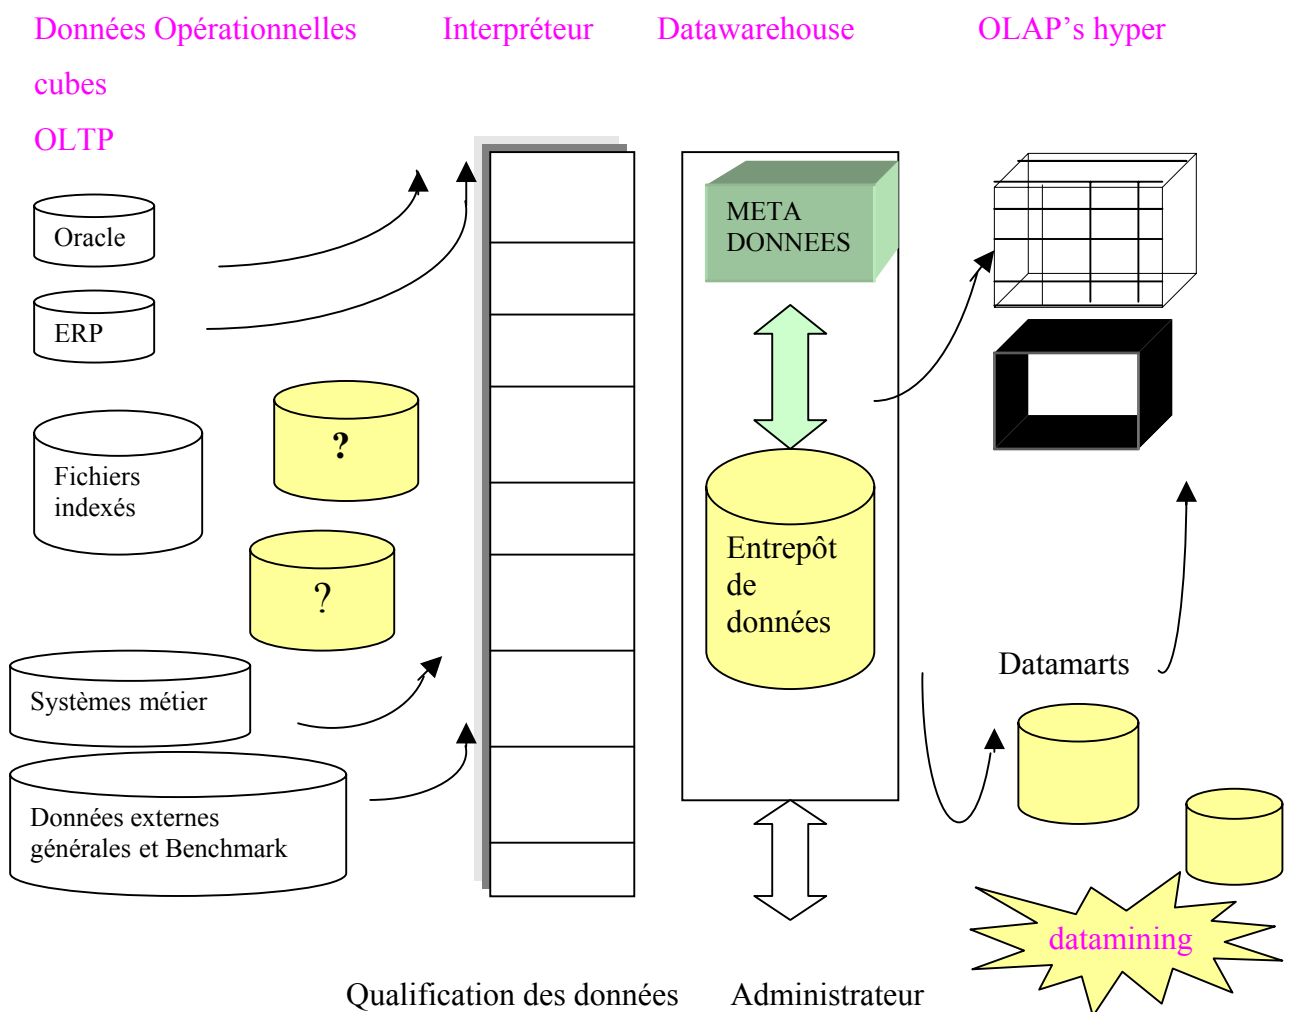 Données Opérationnelles Interpréteur Datawarehouse OLAP's hyper
cubes
OLTP
Oracle
ERP
Fichiers
indexés
?
?
Systèmes métier
Données externes
générales et Benchmark
META
DONNEES
Entrepôt
de
données
Datamarts
datamining
Qualification des données Administrateur